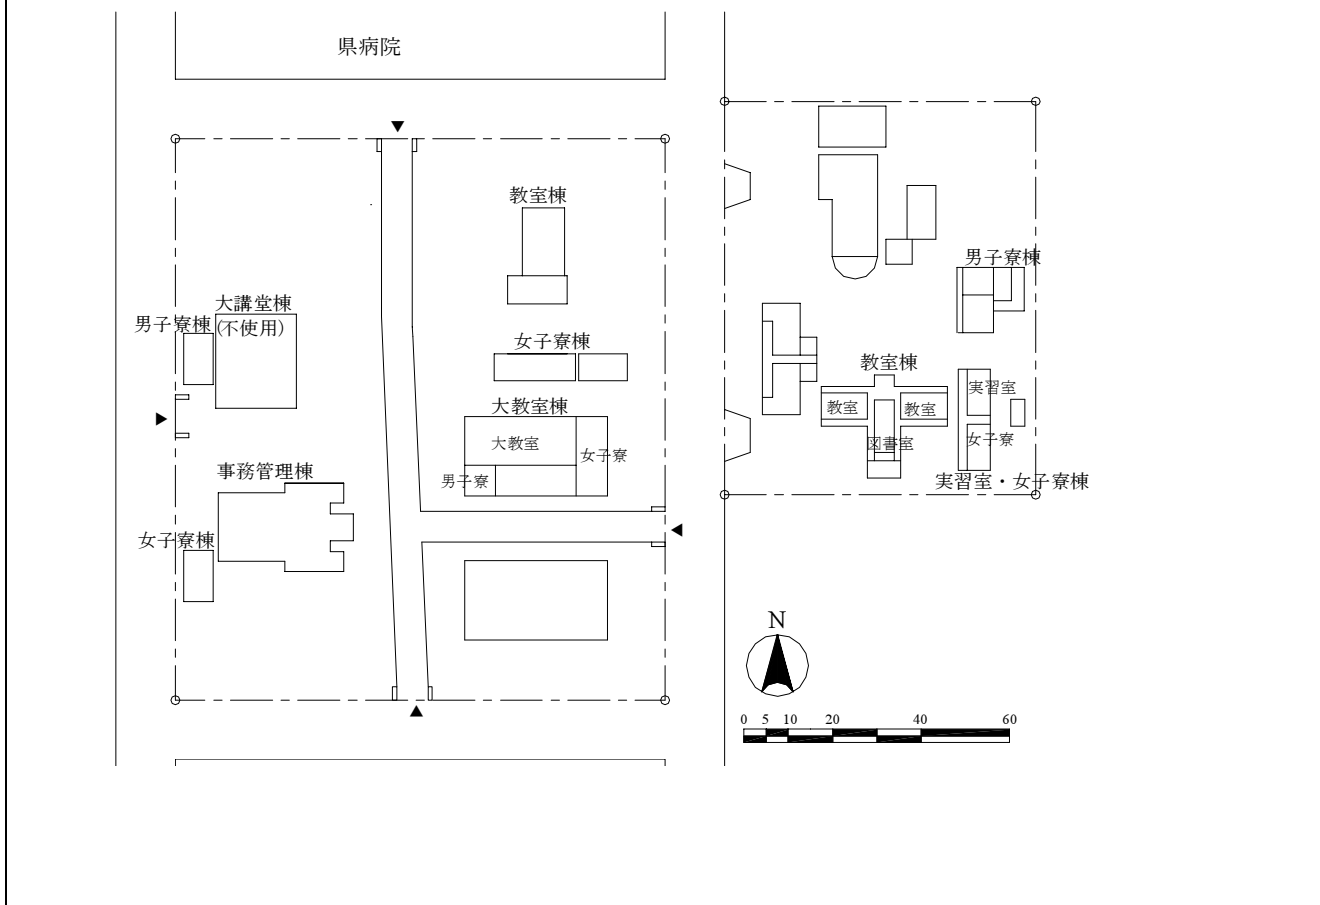 県病院
教室棟
男子寮棟
大講堂棟
(不使用)
男子寮棟
女子寮棟
教室棟
大教室棟
実習室
教室
教室
大教室
図書室
女子寮
女子寮
事務管理棟
男子寮
実習室・女子寮棟
女子寮棟
N
0 5 10 20 40 60